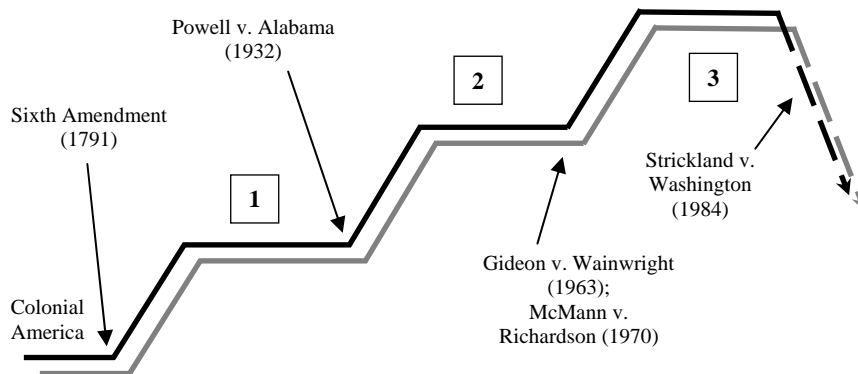 Powell v. Alabama
(1932)
2
3
Sixth Amendment
(1791)
Strickland v.
Washington
(1984)
1
Gideon v. Wainwright
(1963);
McMann v.
Richardson (1970)
Colonial
America